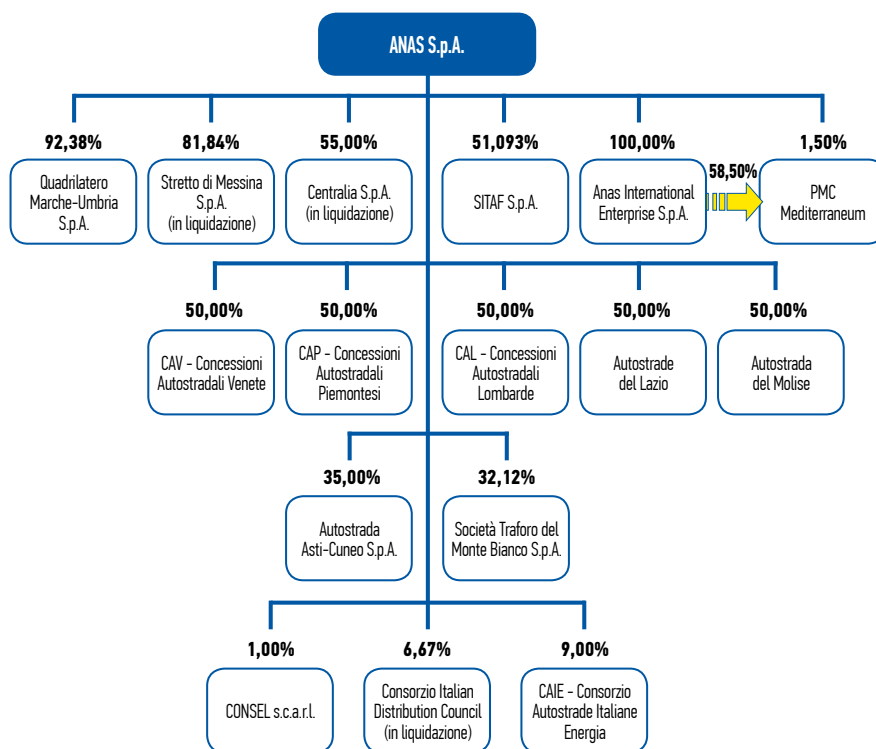 ANAS S.p.A.
92,38%
81,84%
55,00%
51,093%
100,00%
58,50%
1,50%
Quadrilatero
Marche-Umbria
S.p.A.
Stretto di Messina
S.p.A.
(in liquidazione)
Centralia S.p.A.
(in liquidazione)
SITAF S.p.A.
Anas International
Enterprise S.p.A.
PMC
Mediterraneum
50,00%
50,00%
50,00%
50,00%
50,00%
CAV - Concessioni
Autostradali Venete
CAP - Concessioni
Autostradali
Piemontesi
CAL - Concessioni
Autostradali
Lombarde
Autostrade
del Lazio
Autostrada
del Molise
35,00%
32,12%
Autostrada
Asti-Cuneo S.p.A.
Società Traforo del
Monte Bianco S.p.A.
1,00%
6,67%
9,00%
CONSEL s.c.a.r.l.
Consorzio Italian
Distribution Council
(in liquidazione)
CAIE - Consorzio
Autostrade Italiane
Energia